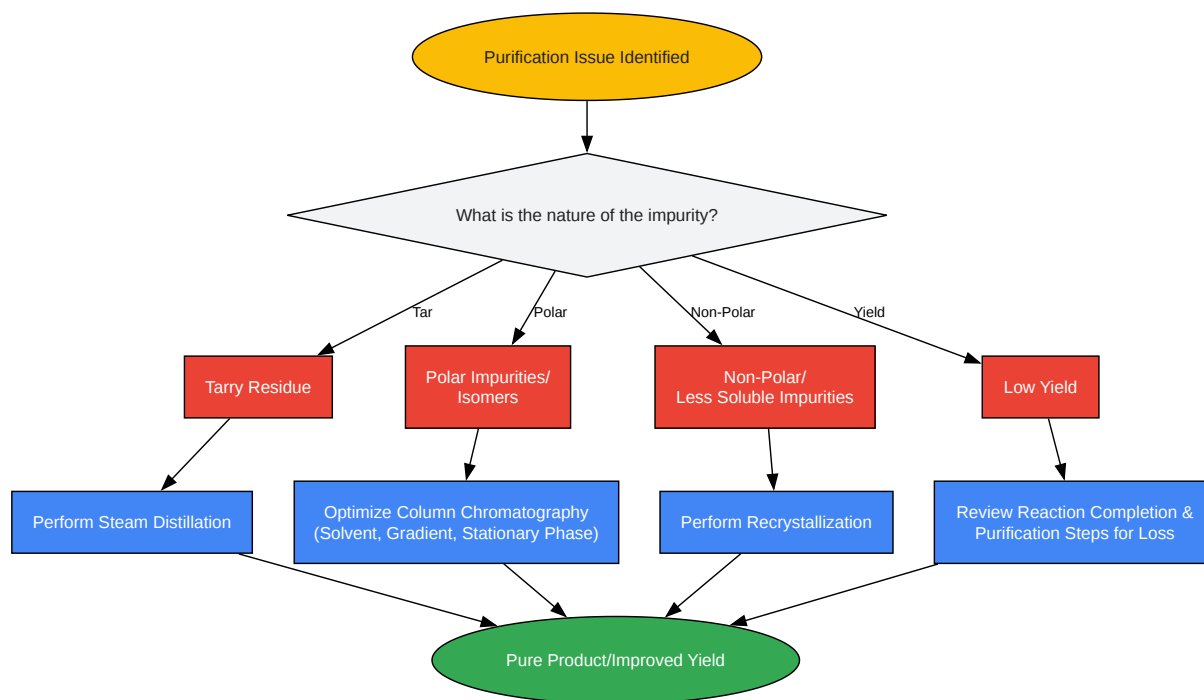 Purification Issue Identified
What is the nature of the impurity?
Tar
Polar
Non-Polar
Yield
Tarry Residue
Polar Impurities/
Isomers
Non-Polar/
Less Soluble Impurities
Low Yield
Perform Steam Distillation
Optimize Column Chromatography
(Solvent, Gradient, Stationary Phase)
Perform Recrystallization
Review Reaction Completion &
Purification Steps for Loss
Pure Product/Improved Yield